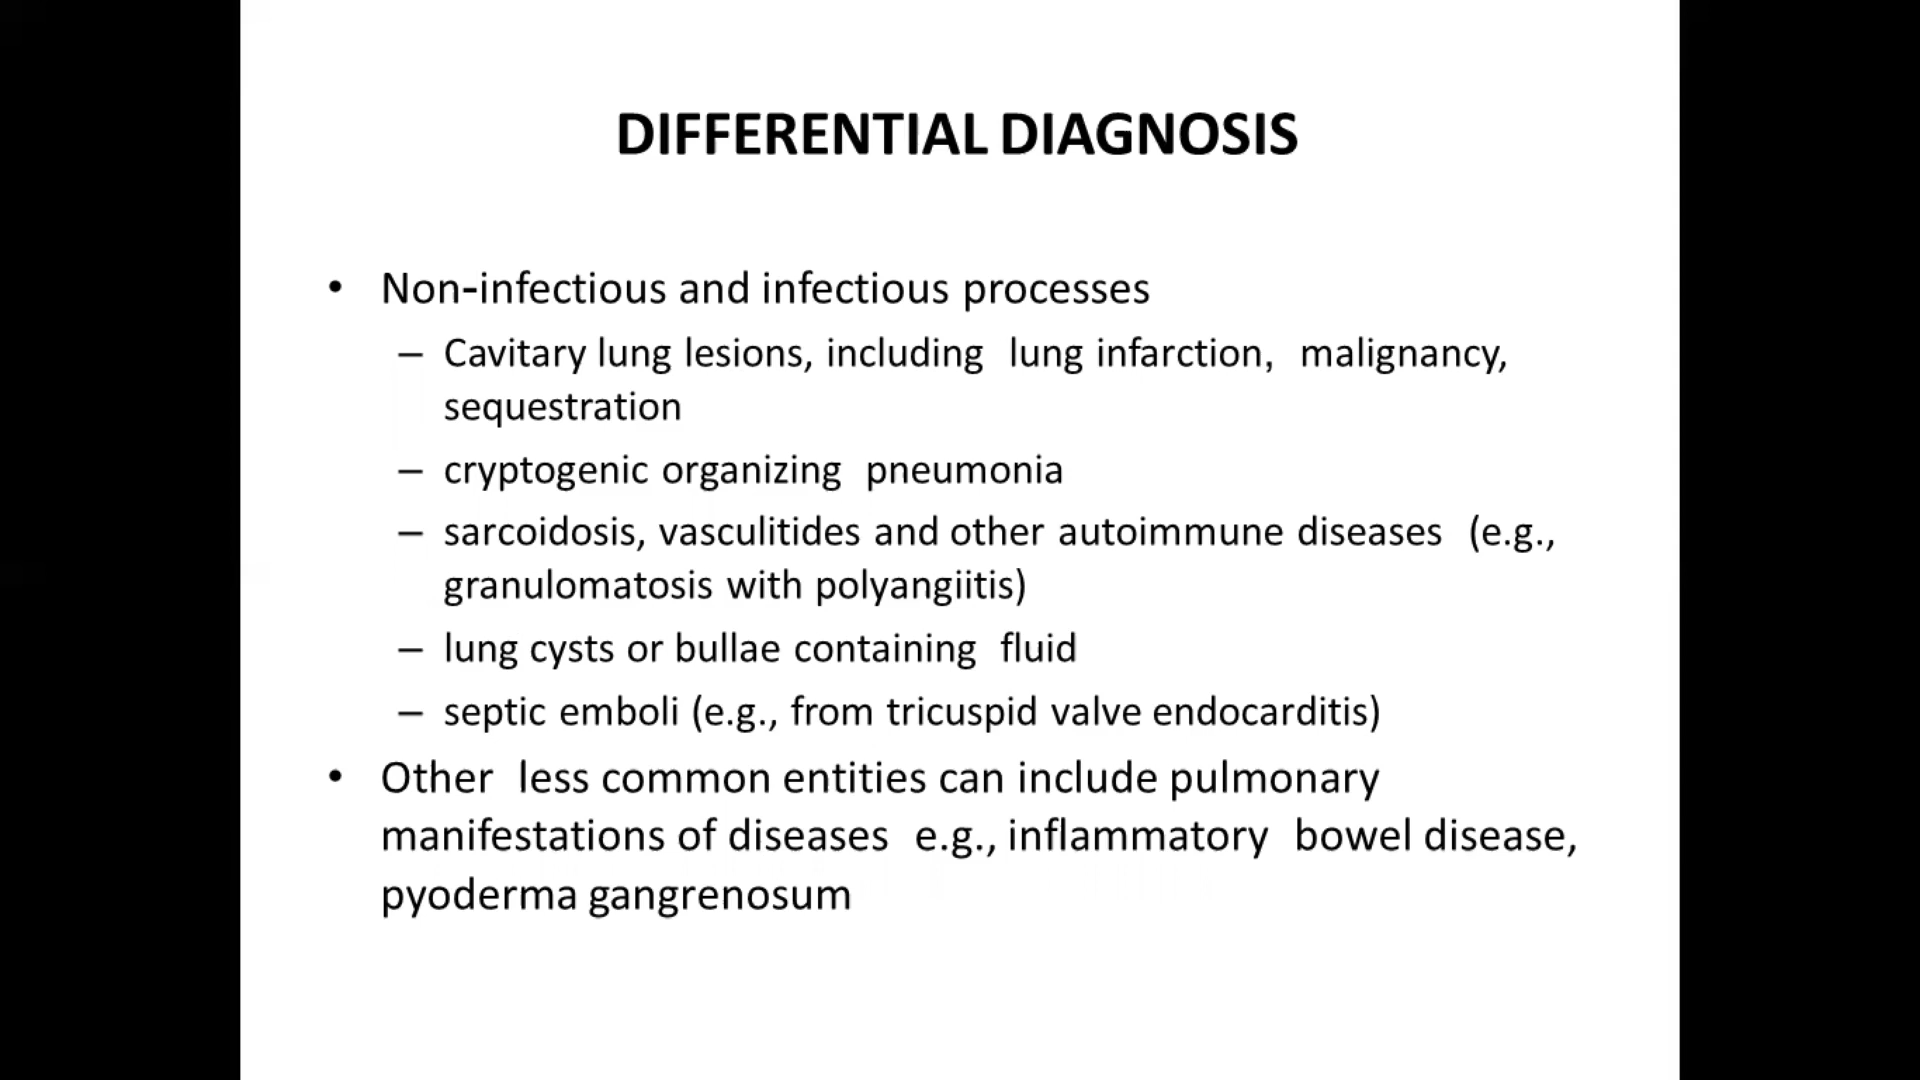 DIFFERENTIAL DIAGNOSIS
• Non-infectious and infectious processes
– Cavitary lung lesions, including lung infarction, malignancy,
sequestration
– cryptogenic organizing pneumonia
– sarcoidosis, vasculitides and other autoimmune diseases (e.g.,
granulomatosis with polyangiitis)
– lung cysts or bullae containing fluid
– septic emboli (e.g., from tricuspid valve endocarditis)
• Other less common entities can include pulmonary
manifestations of diseases e.g., inflammatory bowel disease,
pyoderma gangrenosum